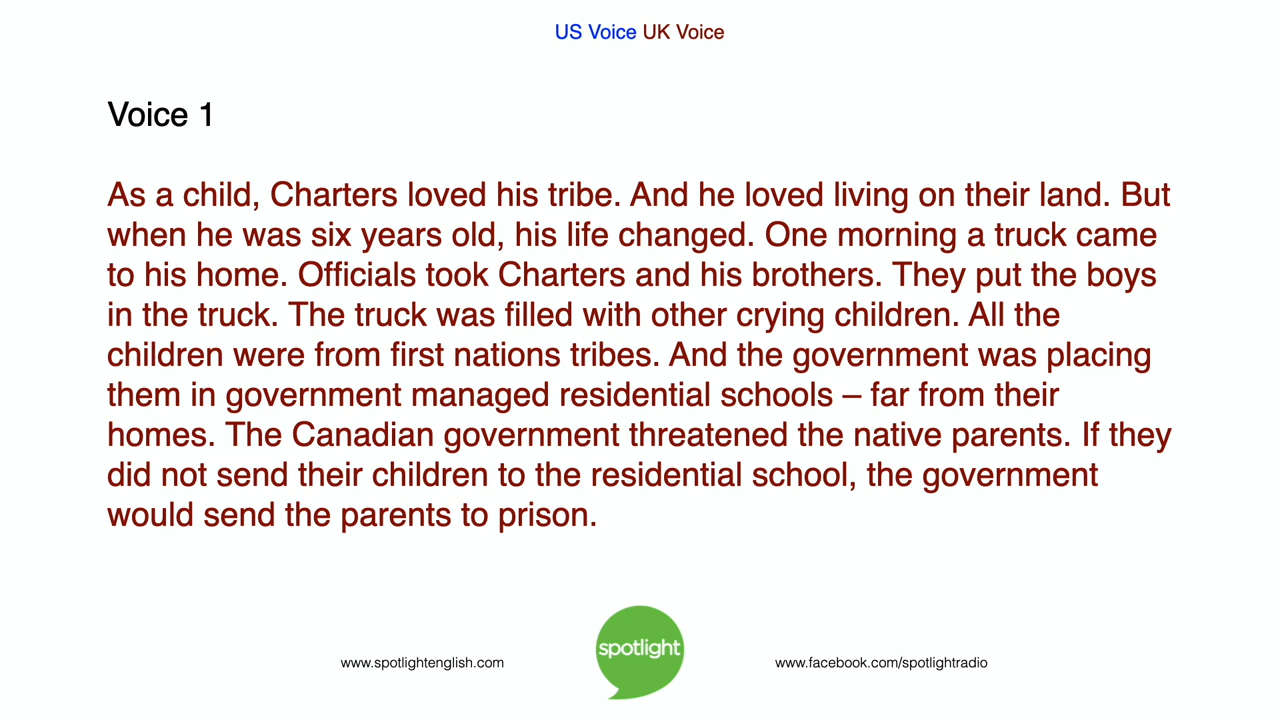 US Voice UK Voice
Voice 1
As a child, Charters loved his tribe. And he loved living on their land. But
when he was six years old, his life changed. One morning a truck came
to his home. Officials took Charters and his brothers. They put the boys
in the truck. The truck was filled with other crying children. All the
children were from first nations tribes. And the government was placing
them in government managed residential schools – far from their
homes. The Canadian government threatened the native parents. If they
did not send their children to the residential school, the government
would send the parents to prison.
www.spotlightenglish.com
spotlight
www.facebook.com/spotlightradio